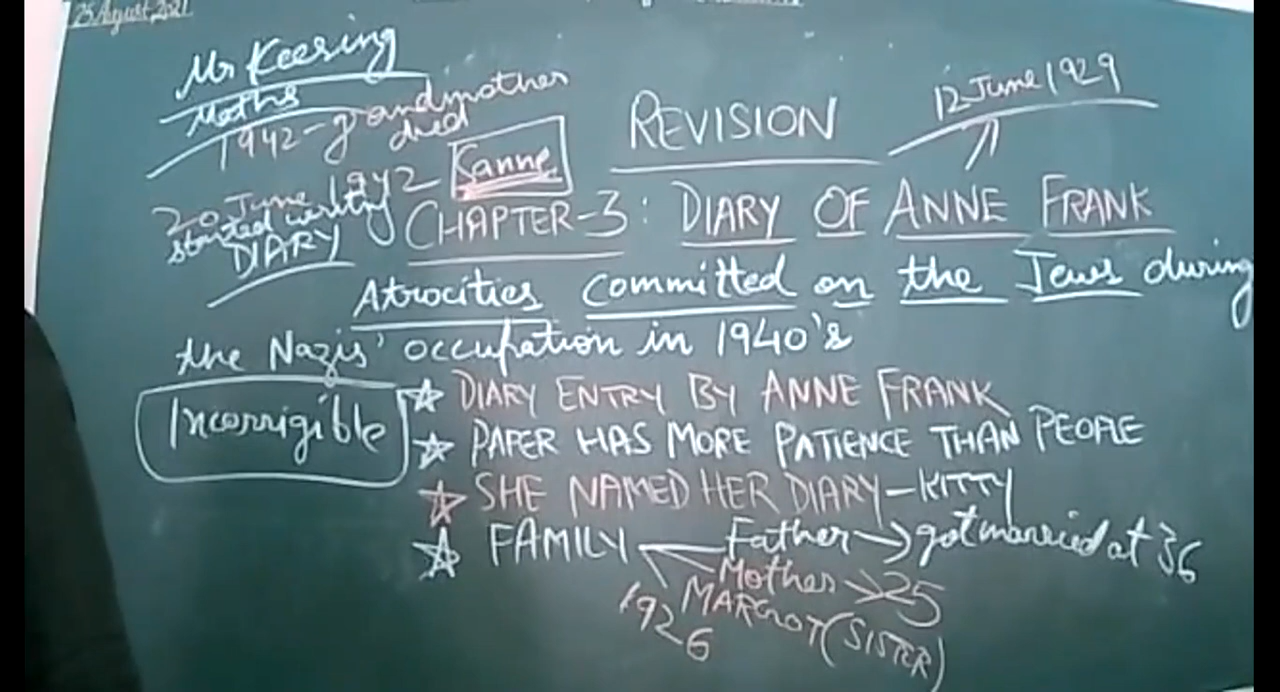 25 August, 2021
Mr Keesing
Maths
1942 - grandmother
died
20 June 1942
started writing
DIARY
Kanne
REVISION
12 June 1929
CHAPTER-3: DIARY OF ANNE FRANK
Atrocities committed on the Jews during
the Nazis' occupation in 1940's
Incorrigible
☆ DIARY ENTRY BY ANNE FRANK
☆ PAPER HAS MORE PATIENCE THAN PEOPLE
☆ SHE NAMED HER DIARY - KITTY
☆ FAMILY Father → got married at 36
Mother → 25
MARGOT (SISTER)
1926